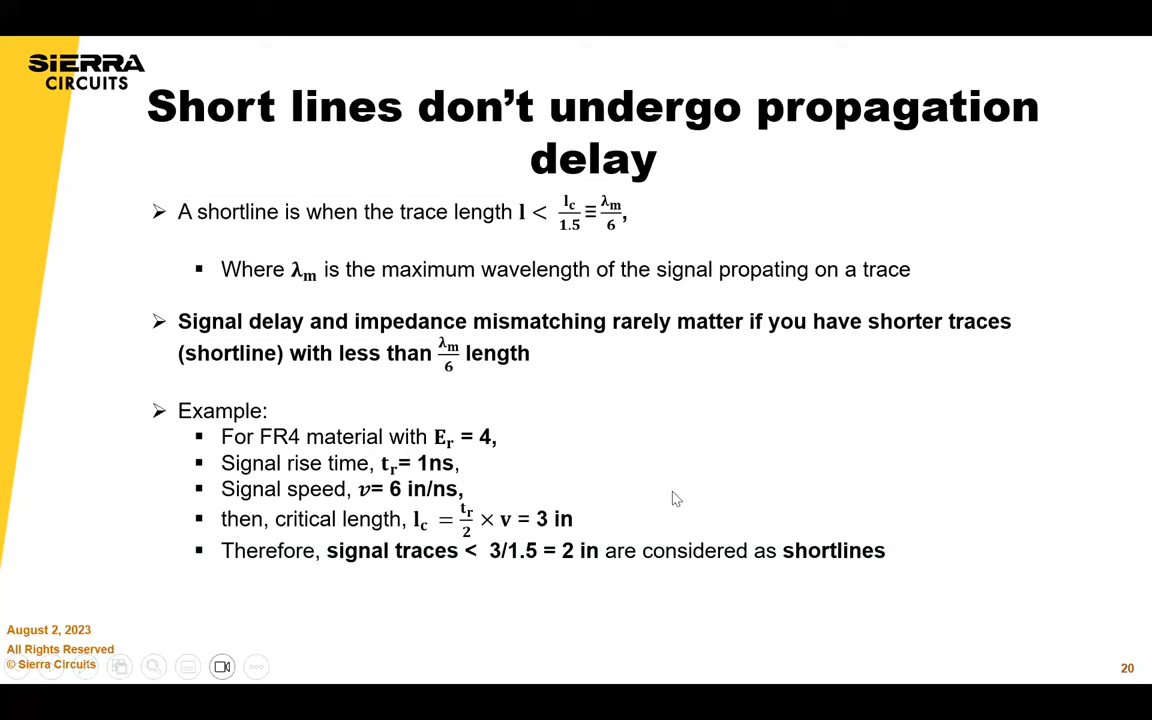 SIERRA
CIRCUITS
Short lines don’t undergo propagation
delay
➢ A shortline is when the trace length l < l_c/1.5 ≡ λ_m/6,
▪ Where λ_m is the maximum wavelength of the signal propating on a trace
➢ Signal delay and impedance mismatching rarely matter if you have shorter traces
(shortline) with less than λ_m/6 length
➢ Example:
▪ For FR4 material with E_r = 4,
▪ Signal rise time, t_r= 1ns,
▪ Signal speed, v= 6 in/ns,
▪ then, critical length, l_c = t_r/2 × v = 3 in
▪ Therefore, signal traces < 3/1.5 = 2 in are considered as shortlines
August 2, 2023
All Rights Reserved
© Sierra Circuits
20